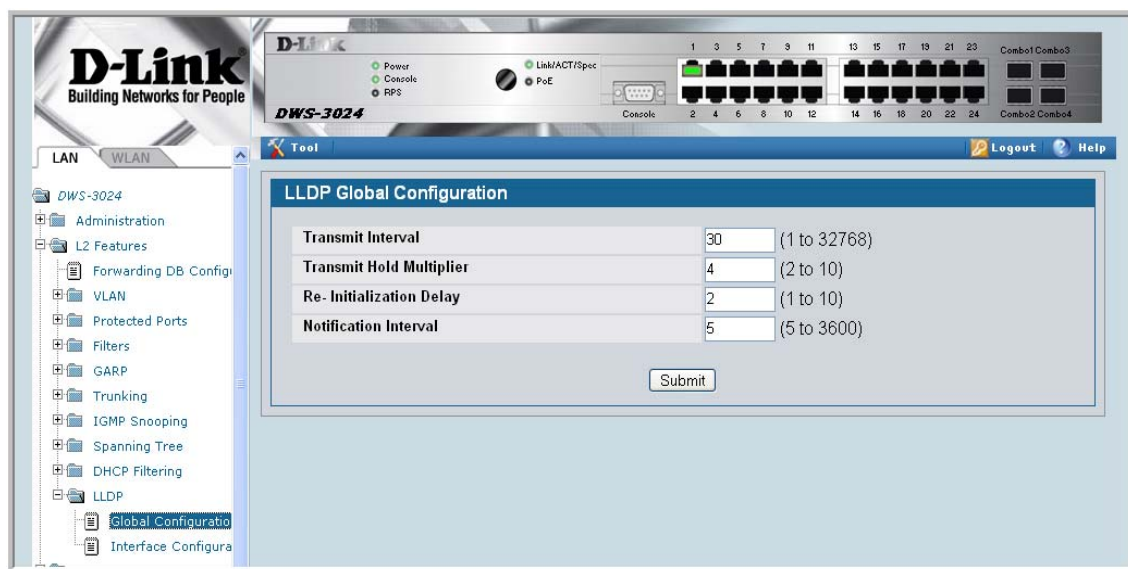 D-Link
Building Networks for People
D-Link
Power
Console
RPS
Link/ACT/Spec
PoE
DWS-3024
Console
1 3 5 7 9 11 13 15 17 19 21 23
2 4 6 8 10 12 14 16 18 20 22 24
Combo1 Combo3
Combo2 Combo4
LAN WLAN
Tool
Logout Help
DWS-3024
Administration
L2 Features
Forwarding DB Configu
VLAN
Protected Ports
Filters
GARP
Trunking
IGMP Snooping
Spanning Tree
DHCP Filtering
LLDP
Global Configuratio
Interface Configura
LLDP Global Configuration
Transmit Interval 30 (1 to 32768)
Transmit Hold Multiplier 4 (2 to 10)
Re- Initialization Delay 2 (1 to 10)
Notification Interval 5 (5 to 3600)
Submit